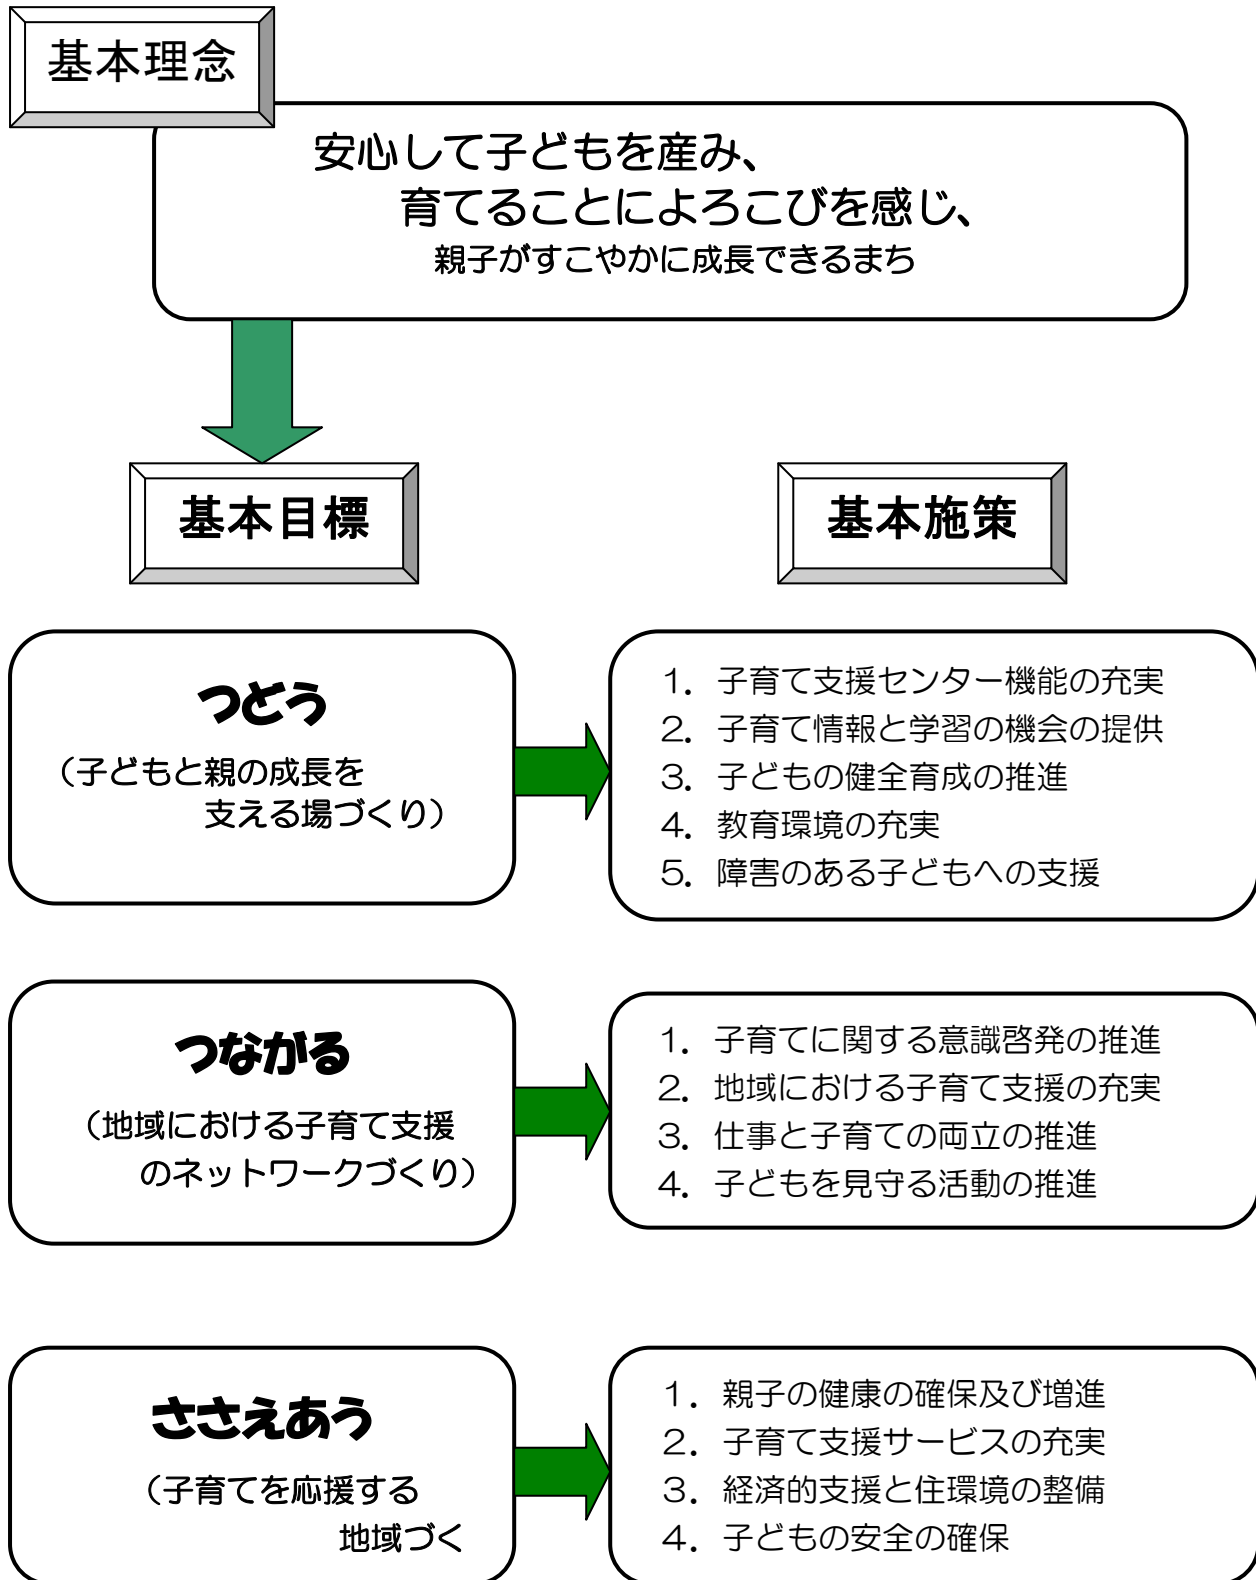 基本理念
安心して子どもを産み、
育てることによろこびを感じ、
親子がすこやかに成長できるまち
基本目標
基本施策
つどう
（子どもと親の成長を
支える場づくり）
1．子育て支援センター機能の充実
2．子育て情報と学習の機会の提供
3．子どもの健全育成の推進
4．教育環境の充実
5．障害のある子どもへの支援
つながる
（地域における子育て支援
のネットワークづくり）
1．子育てに関する意識啓発の推進
2．地域における子育て支援の充実
3．仕事と子育ての両立の推進
4．子どもを見守る活動の推進
ささえあう
（子育てを応援する
地域づく
1．親子の健康の確保及び増進
2．子育て支援サービスの充実
3．経済的支援と住環境の整備
4．子どもの安全の確保